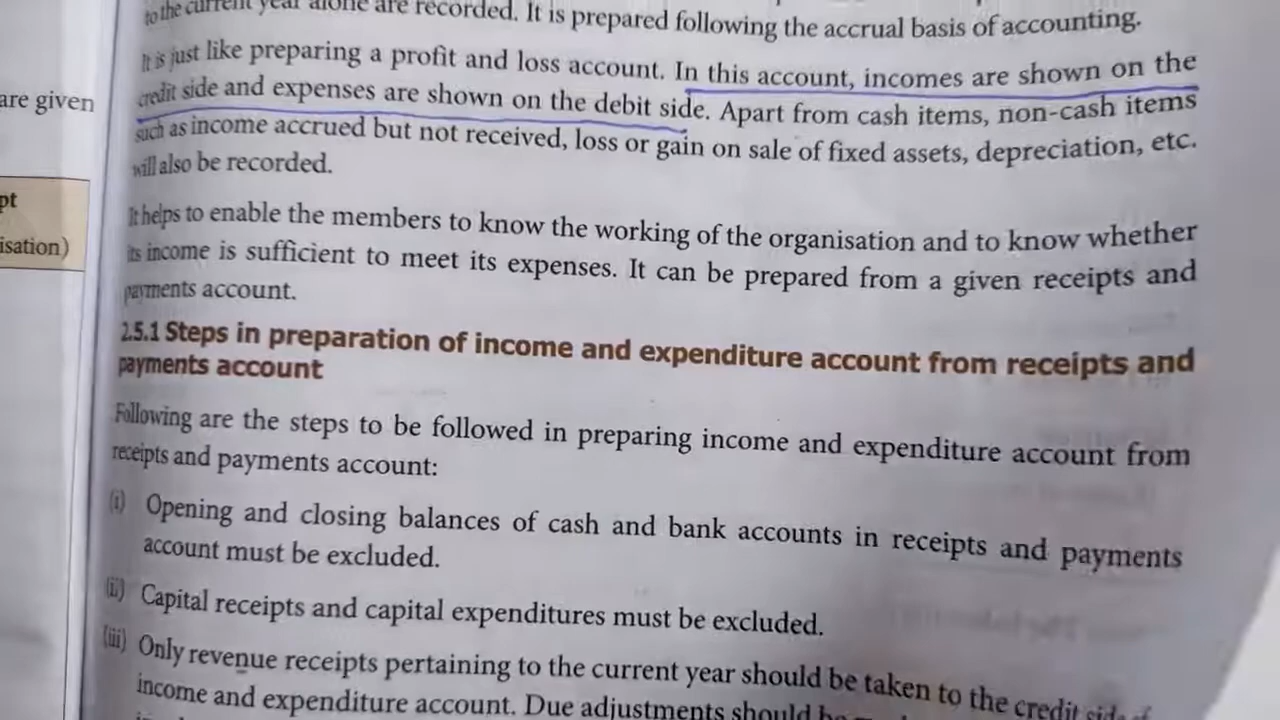 are given
pt
isation)
to the current year alone are recorded. It is prepared following the accrual basis of accounting.
It is just like preparing a profit and loss account. In this account, incomes are shown on the
credit side and expenses are shown on the debit side. Apart from cash items, non-cash items
such as income accrued but not received, loss or gain on sale of fixed assets, depreciation, etc.
will also be recorded.
It helps to enable the members to know the working of the organisation and to know whether
its income is sufficient to meet its expenses. It can be prepared from a given receipts and
payments account.
2.5.1 Steps in preparation of income and expenditure account from receipts and
payments account
Following are the steps to be followed in preparing income and expenditure account from
receipts and payments account:
(i) Opening and closing balances of cash and bank accounts in receipts and payments
account must be excluded.
(ii) Capital receipts and capital expenditures must be excluded.
(iii) Only revenue receipts pertaining to the current year should be taken to the credit side of
income and expenditure account. Due adjustments should